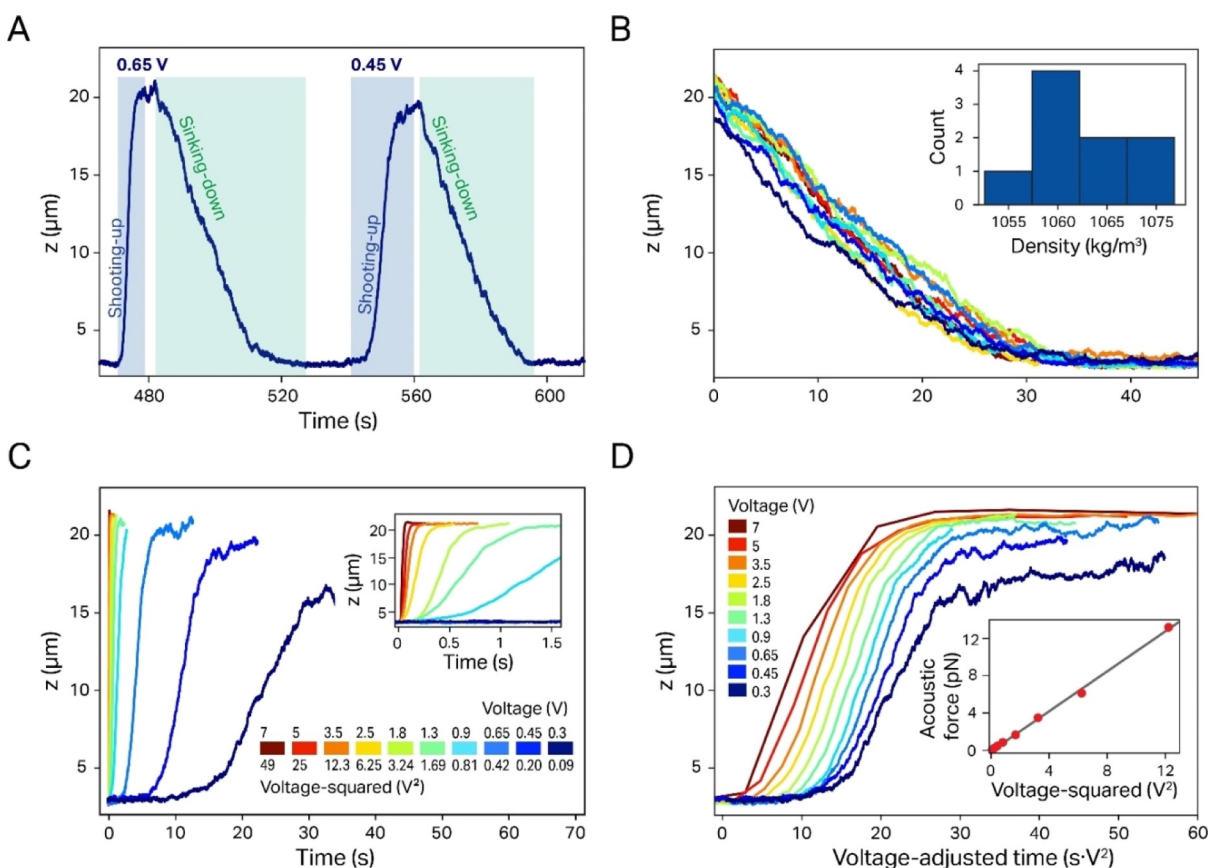 A
0.65 V
0.45 V
Shooting-up
Sinking-down
Shooting-up
Sinking-down
z (µm)
20
15
10
5
480
520
560
600
Time (s)
B
20
15
10
5
z (µm)
0
10
20
30
40
Time (s)
4
3
2
1
0
Count
1055
1060
1065
1075
Density (kg/m³)
C
z (µm)
20
15
10
5
0
10
20
30
40
50
60
70
Time (s)
z (µm)
20
15
10
5
0
0.5
1.0
1.5
Time (s)
Voltage (V)
7 5 3.5 2.5 1.8 1.3 0.9 0.65 0.45 0.3
49 25 12.3 6.25 3.24 1.69 0.81 0.42 0.20 0.09
Voltage-squared (V²)
D
z (µm)
20
15
10
5
0
10
20
30
40
50
60
Voltage-adjusted time (s·V²)
Voltage (V)
7
5
3.5
2.5
1.8
1.3
0.9
0.65
0.45
0.3
Acoustic
force (pN)
12
8
4
0
0
4
8
12
Voltage-squared (V²)